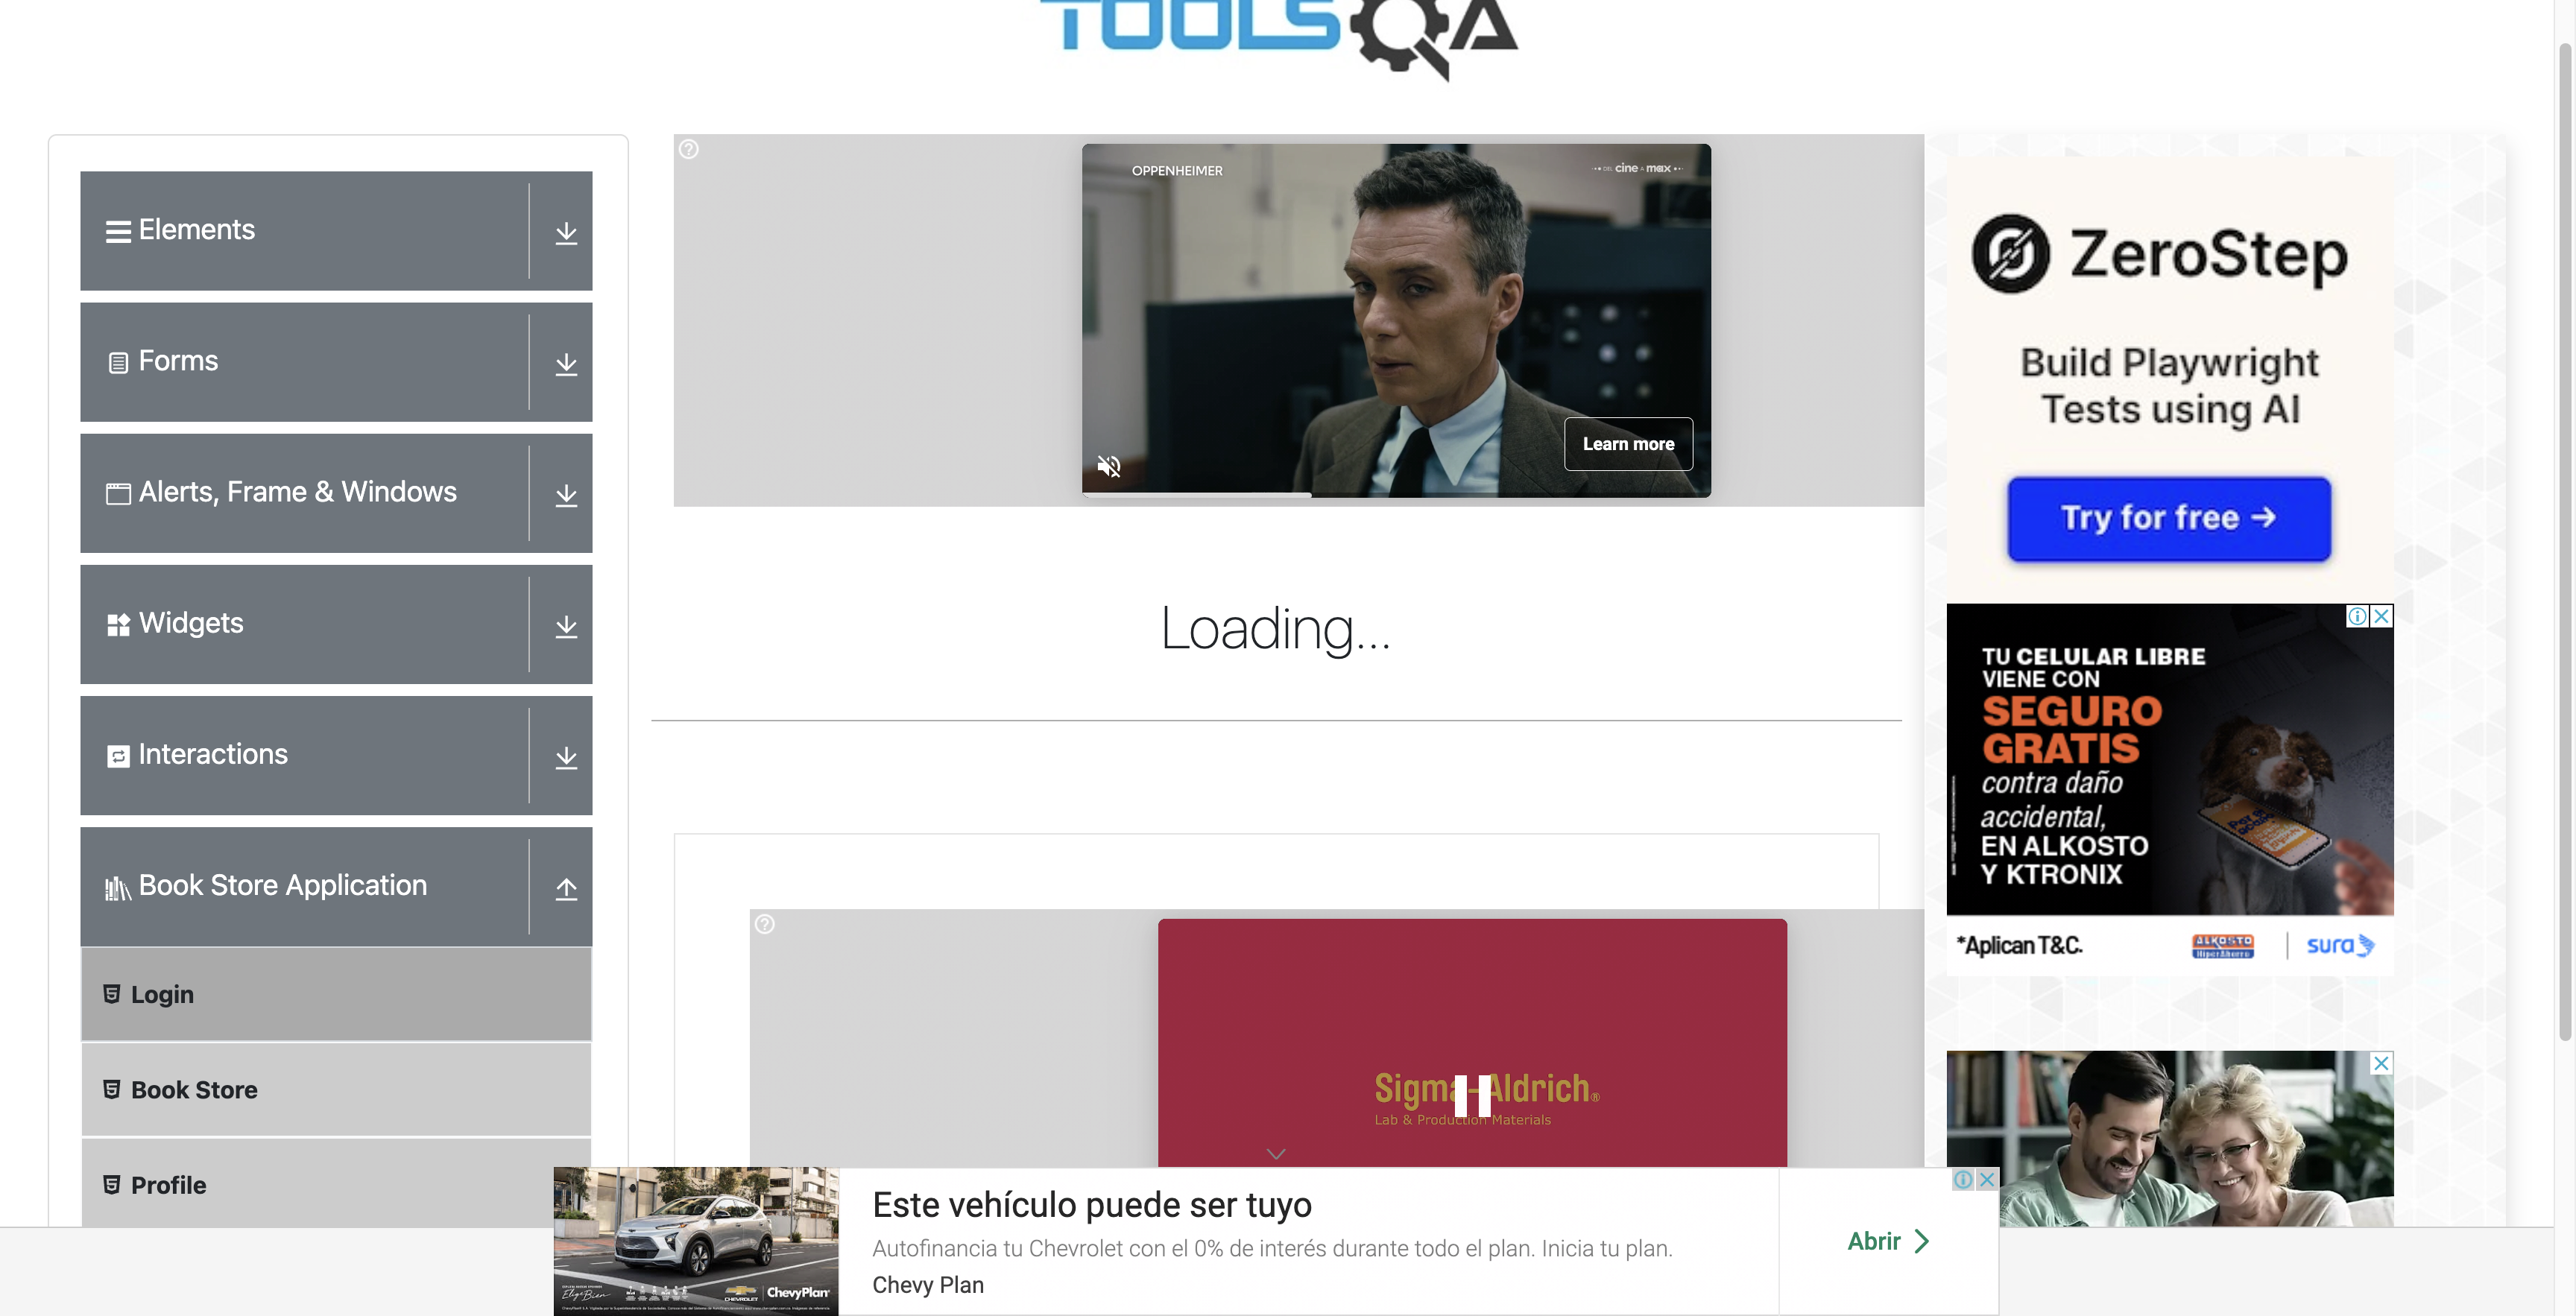 TOOLSQA
Elements
Forms
Alerts, Frame & Windows
Widgets
Interactions
Book Store Application
Login
Book Store
Profile
OPPENHEIMER
DEL cine A max
Learn more
Loading...
Sigma-Aldrich®
Lab & Production Materials
ZeroStep
Build Playwright
Tests using AI
Try for free →
TU CELULAR LIBRE
VIENE CON
SEGURO
GRATIS
contra daño
accidental,
EN ALKOSTO
Y KTRONIX
*Aplican T&C.
ALKOSTO
HiperAhorro
sura
Este vehículo puede ser tuyo
Autofinancia tu Chevrolet con el 0% de interés durante todo el plan. Inicia tu plan.
Chevy Plan
Abrir
CHEVROLET
ChevyPlan